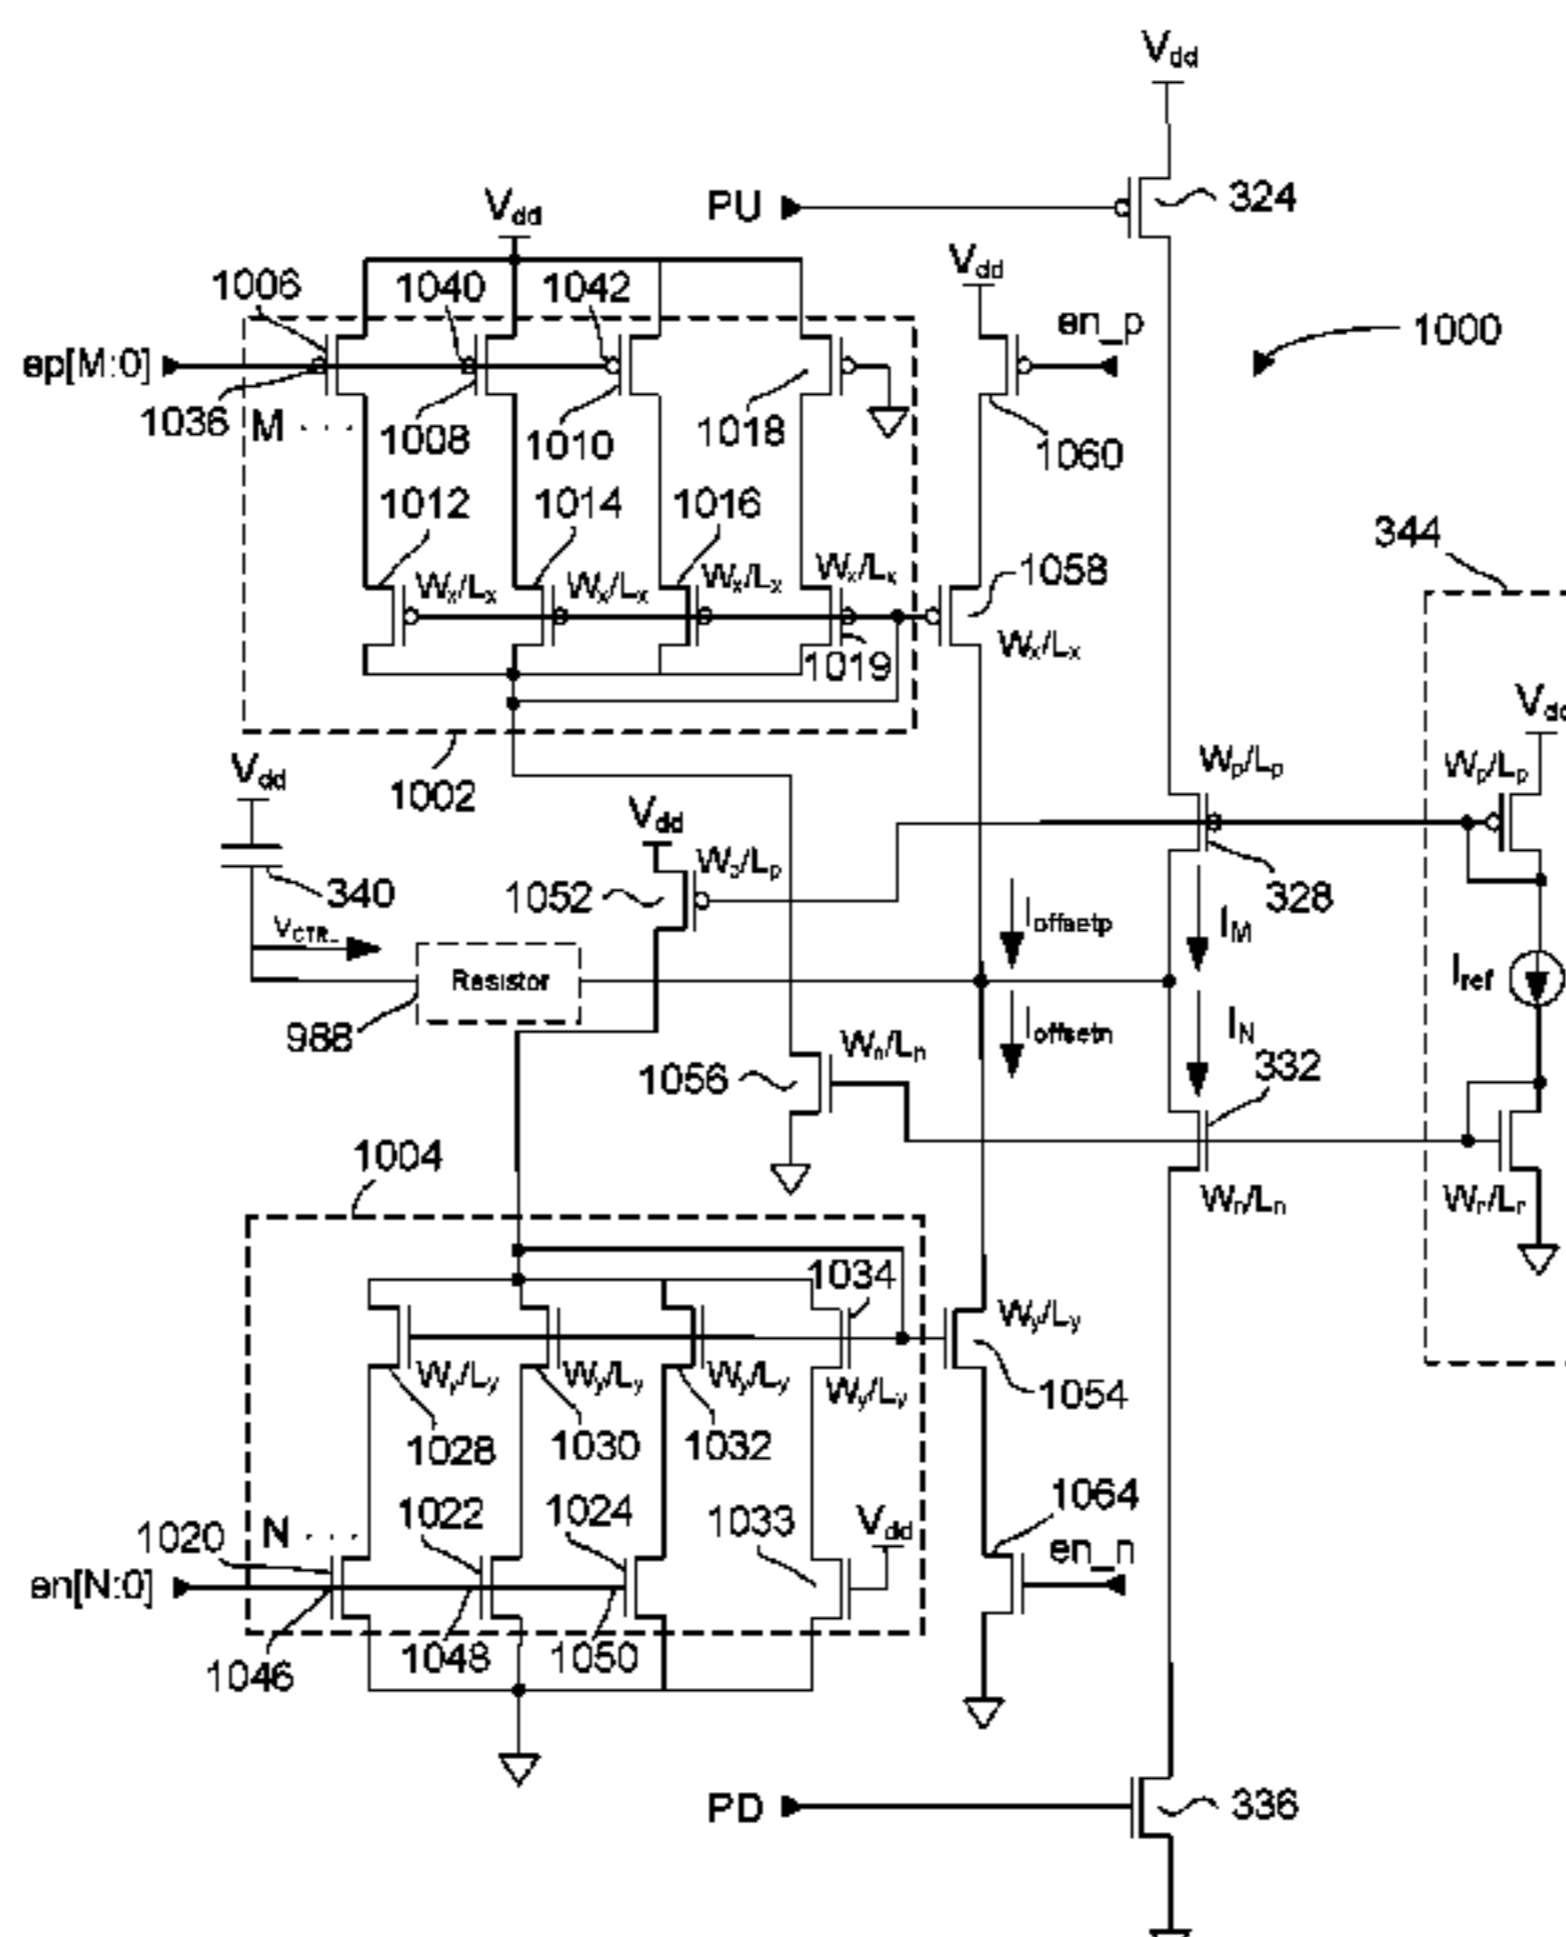 Vdd
PU
324
Vdd
1006
1040
1042
Vdd
en_p
1000
ep[M:0]
1036
M
1008
1010
1018
1060
1012
1014
1016
344
Wx/Lx
Wx/Lx
Wx/Lx
Wx/Lx
1058
1019
Wx/Lx
Vdd
1002
Vdd
Wp/Lp
Wp/Lp
Vdd
340
1052
Wp/Lp
328
VCTRL
Ioffsetp
IM
Resistor
Iref
988
Ioffsetn
IN
Wn/Ln
1056
332
1004
Wn/Ln
Wn/Ln
1034
Wy/Ly
Wy/Ly
Wy/Ly
Wy/Ly
Wy/Ly
1054
1028
1030
1032
1020
N
1022
1024
1033
Vdd
1064
en_n
en[N:0]
1046
1048
1050
PD
336